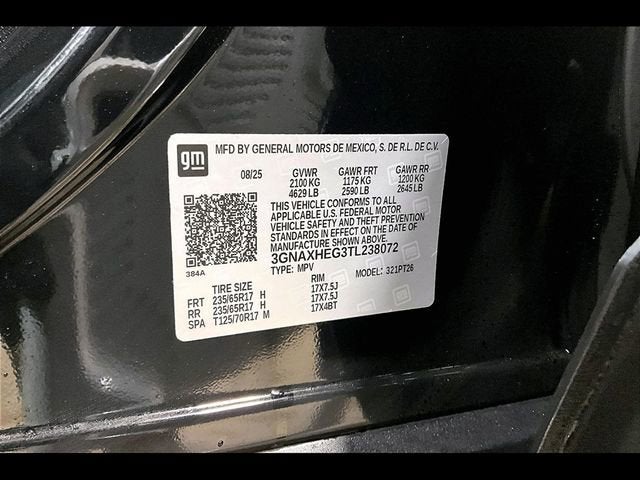 gm MFD BY GENERAL MOTORS DE MEXICO, S. DE R.L. DE C.V.
08/25 GVWR GAWR FRT GAWR RR
2100 KG 1175 KG 1200 KG
4629 LB 2590 LB 2645 LB
THIS VEHICLE CONFORMS TO ALL
APPLICABLE U.S. FEDERAL MOTOR
VEHICLE SAFETY AND THEFT PREVENTION
STANDARDS IN EFFECT ON THE DATE OF
MANUFACTURE SHOWN ABOVE.
3GNAXHEG3TL238072
384A TYPE: MPV MODEL: 321PT26
TIRE SIZE RIM
FRT 235/65R17 H 17X7.5J
RR 235/65R17 H 17X7.5J
SPA T125/70R17 M 17X4BT